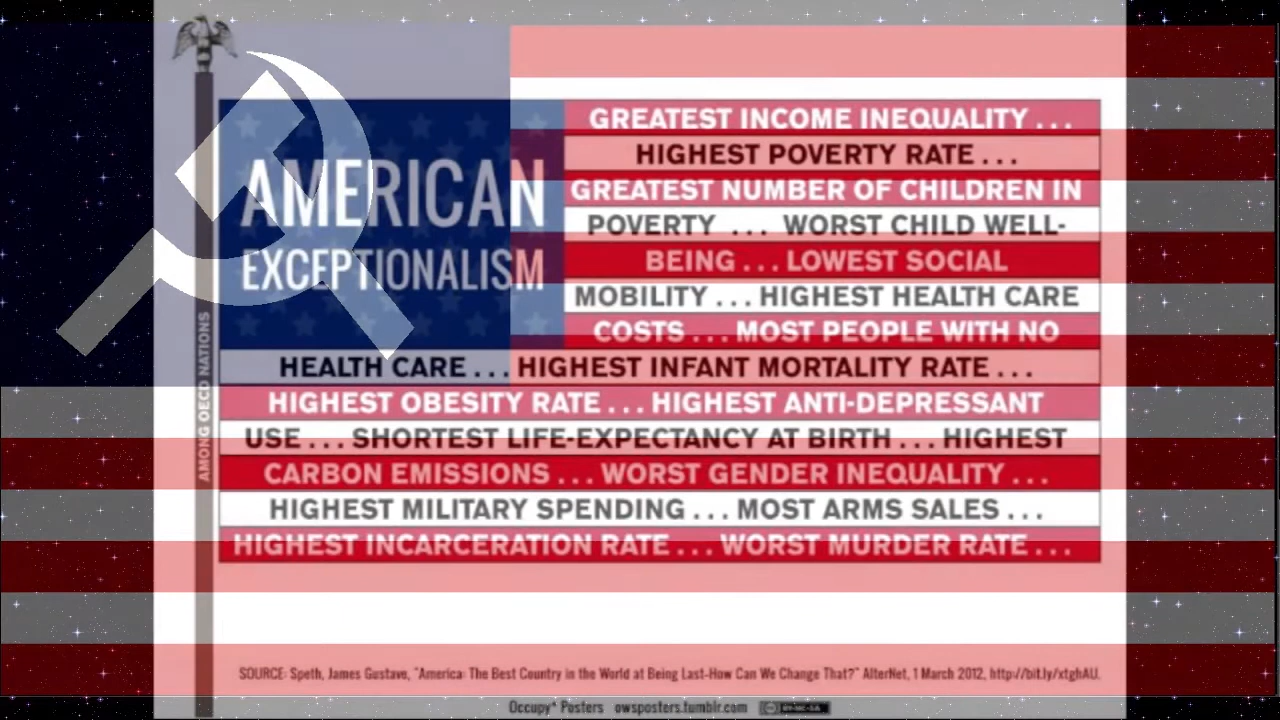 AMERICAN
EXCEPTIONALISM
GREATEST INCOME INEQUALITY ...
HIGHEST POVERTY RATE ...
GREATEST NUMBER OF CHILDREN IN
POVERTY ... WORST CHILD WELL-
BEING ... LOWEST SOCIAL
MOBILITY ... HIGHEST HEALTH CARE
COSTS ... MOST PEOPLE WITH NO
HEALTH CARE ... HIGHEST INFANT MORTALITY RATE ...
HIGHEST OBESITY RATE ... HIGHEST ANTI-DEPRESSANT
USE ... SHORTEST LIFE-EXPECTANCY AT BIRTH ... HIGHEST
CARBON EMISSIONS ... WORST GENDER INEQUALITY ...
HIGHEST MILITARY SPENDING ... MOST ARMS SALES ...
HIGHEST INCARCERATION RATE ... WORST MURDER RATE ...
AMONG OECD NATIONS
SOURCE: Speth, James Gustave, "America: The Best Country in the World at Being Last-How Can We Change That?" AlterNet, 1 March 2012, http://bit.ly/xtghAU.
Occupy* Posters owsposters.tumblr.com cc BY-NC-SA